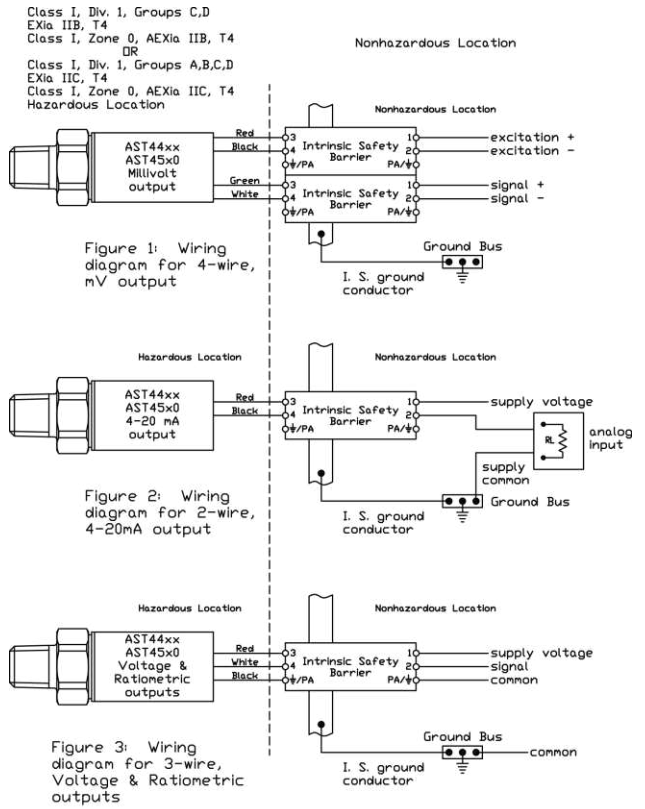 Class I, Div. 1, Groups C,D
EXia IIB, T4
Class I, Zone 0, AEXia IIB, T4
OR
Class I, Div. 1, Groups A,B,C,D
EXia IIC, T4
Class I, Zone 0, AEXia IIC, T4
Hazardous Location
Nonhazardous Location
Nonhazardous Location
AST44xx
AST45x0
Millivolt
output
Red
Black
Green
White
3
4
⏚/PA
Intrinsic Safety
Barrier
1
2
PA/⏚
3
4
⏚/PA
Intrinsic Safety
Barrier
1
2
PA/⏚
excitation +
excitation -
signal +
signal -
Ground Bus
I. S. ground
conductor
Figure 1: Wiring
diagram for 4-wire,
mV output
Hazardous Location
Nonhazardous Location
AST44xx
AST45x0
4-20 mA
output
Red
Black
3
4
⏚/PA
Intrinsic Safety
Barrier
1
2
PA/⏚
supply voltage
RL
analog
input
supply
common
Ground Bus
I. S. ground
conductor
Figure 2: Wiring
diagram for 2-wire,
4-20mA output
Hazardous Location
Nonhazardous Location
AST44xx
AST45x0
Voltage &
Ratiometric
outputs
Red
White
Black
3
4
⏚/PA
Intrinsic Safety
Barrier
1
2
PA/⏚
supply voltage
signal
common
Ground Bus
common
I. S. ground
conductor
Figure 3: Wiring
diagram for 3-wire,
Voltage & Ratiometric
outputs